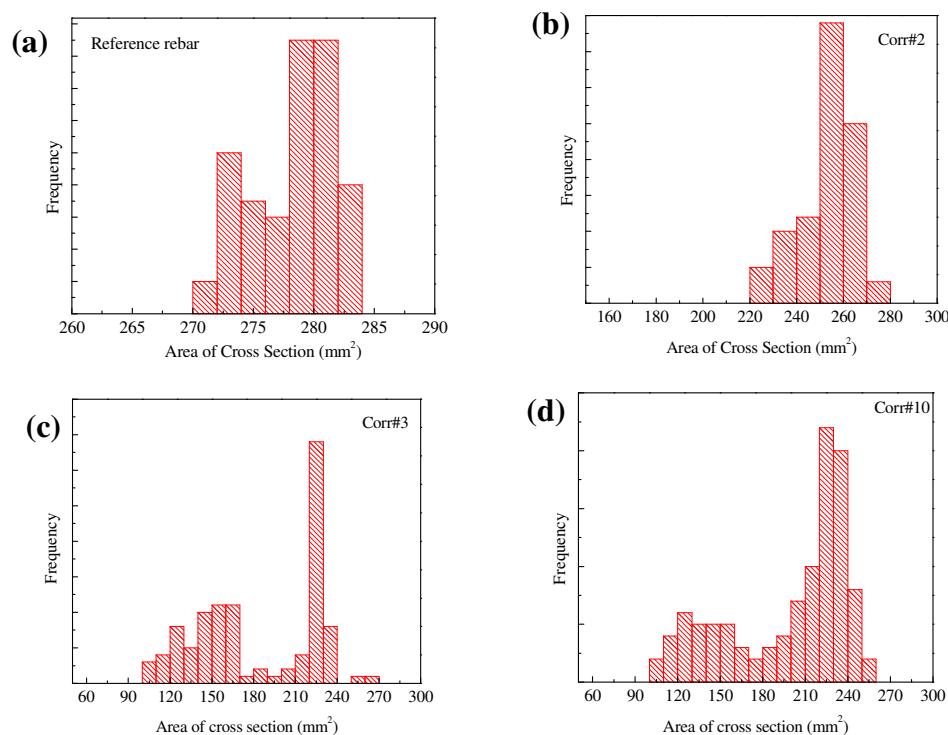 (a)
Reference rebar
Frequency
260 265 270 275 280 285 290
Area of Cross Section (mm²)
(b)
Corr#2
160 180 200 220 240 260 280 300
Area of Cross Section (mm²)
(c)
Corr#3
Frequency
60 90 120 150 180 210 240 270 300
Area of cross section (mm²)
(d)
Corr#10
Frequency
60 90 120 150 180 210 240 270 300
Area of cross section (mm²)
Frequency